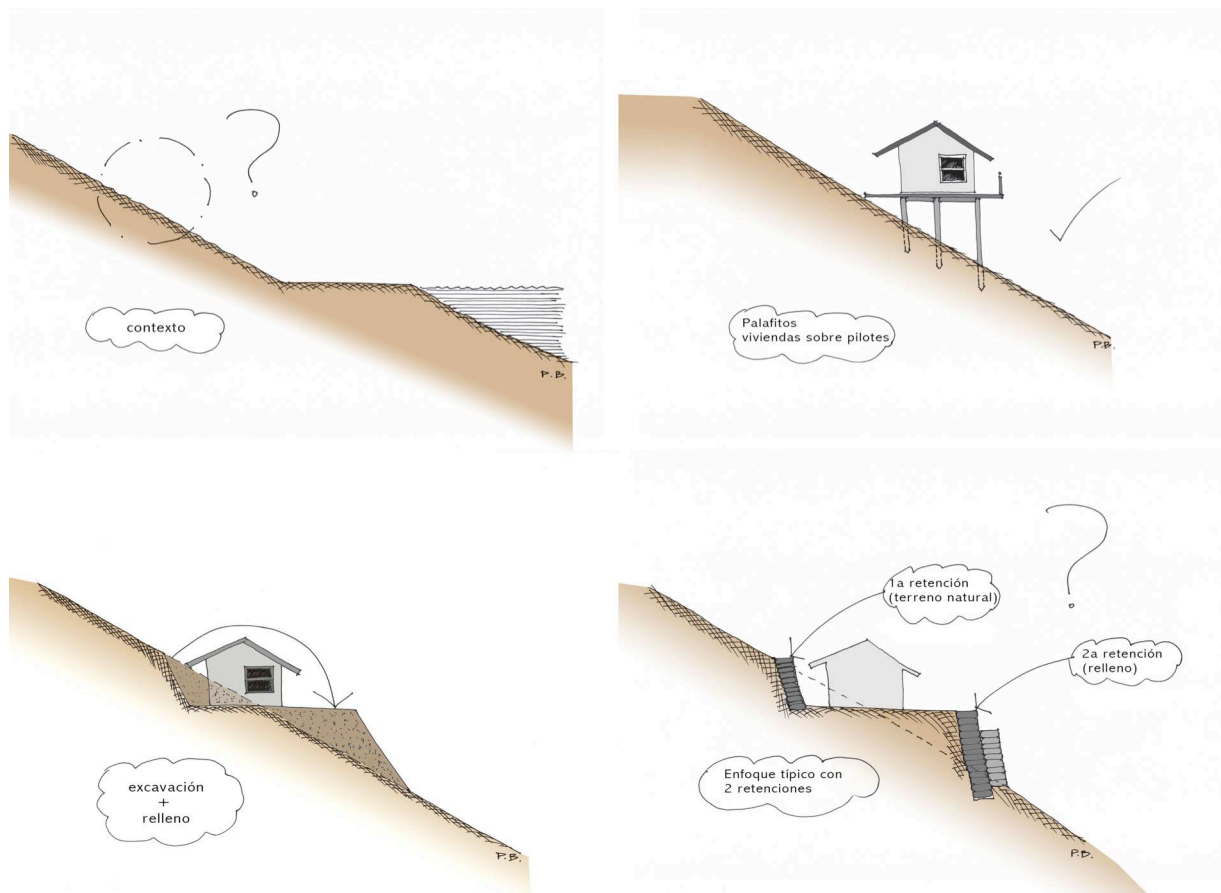 ?
contexto
P.B.
Palafitos
viviendas sobre pilotes
P.B.
excavación
+
relleno
P.B.
?
1a retención
(terreno natural)
2a retención
(relleno)
Enfoque típico con
2 retenciones
P.B.